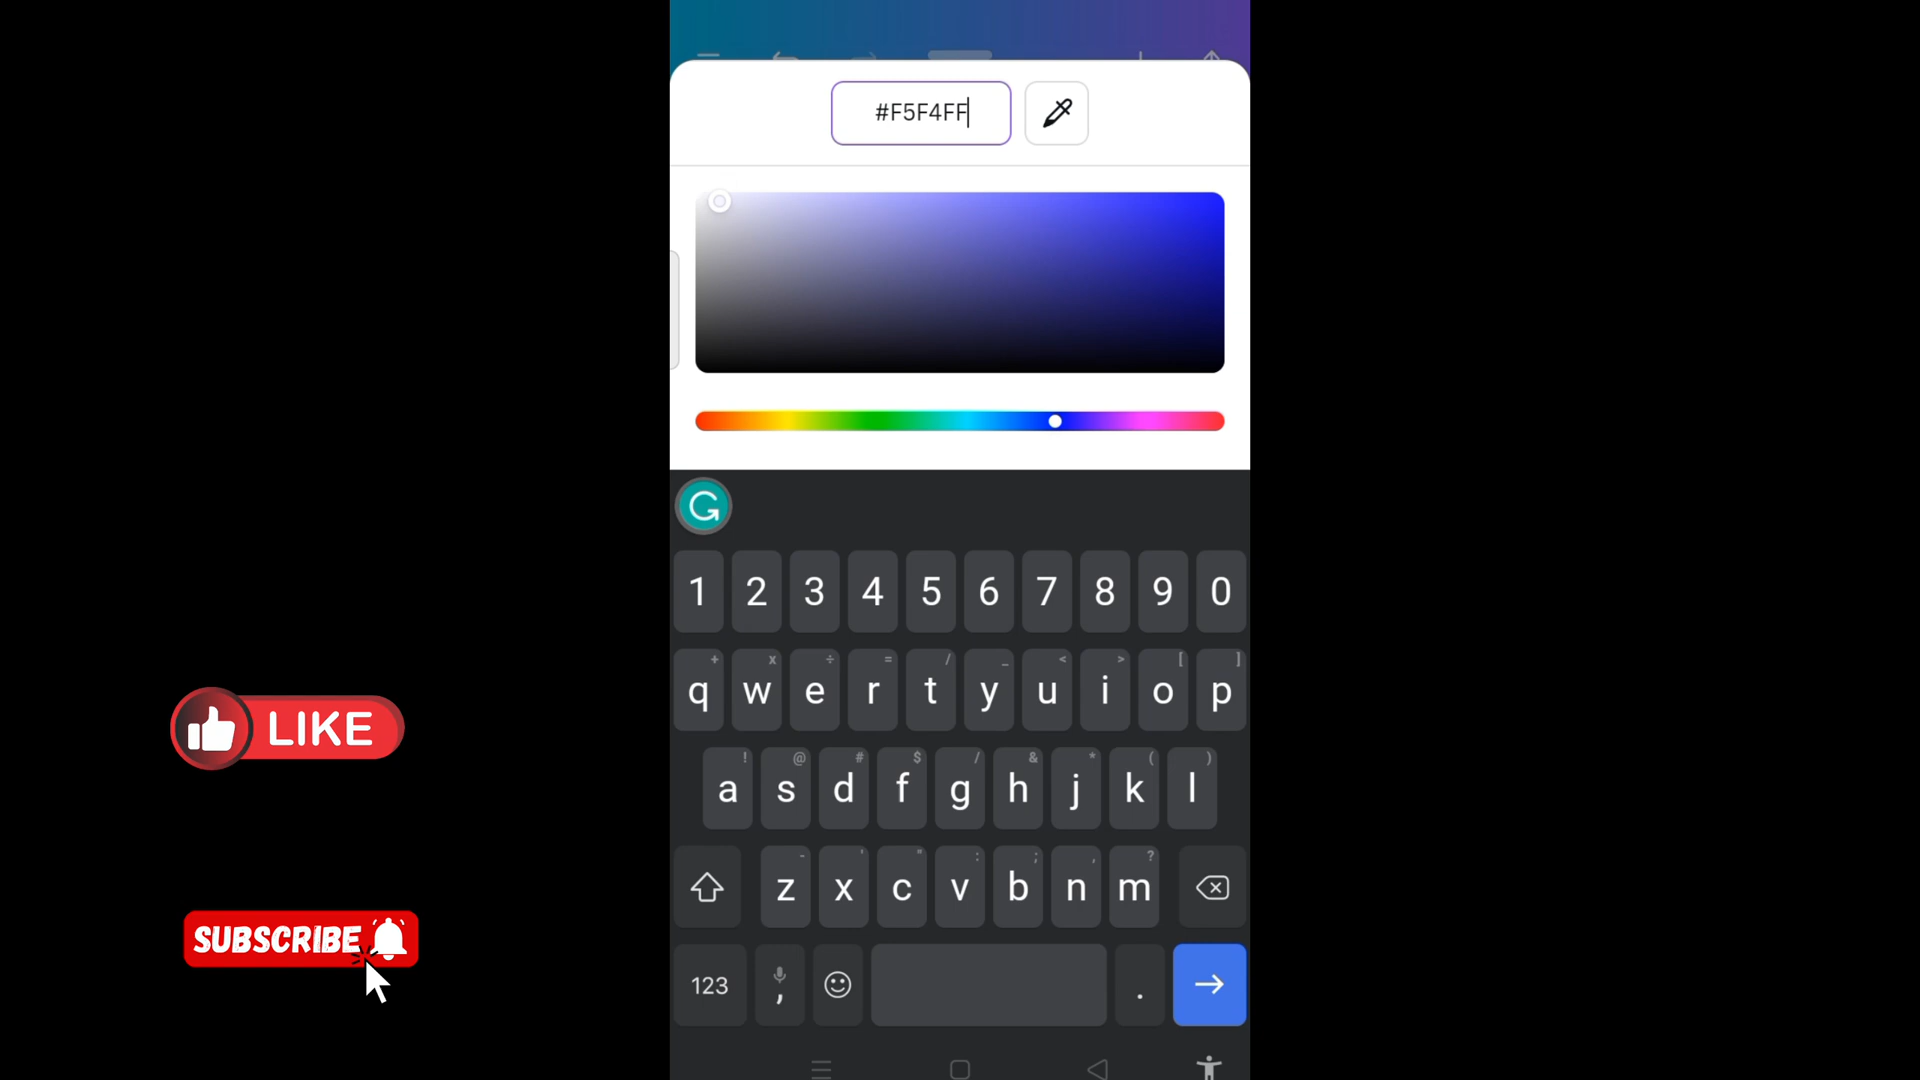 #F5F4FF
G
1 2 3 4 5 6 7 8 9 0
+ x ÷ = / _ < > [ ]
q w e r t y u i o p
! @ # $ / & * ( )
a s d f g h j k l
- ' " : ; , ?
z x c v b n m
123 , .
LIKE
SUBSCRIBE